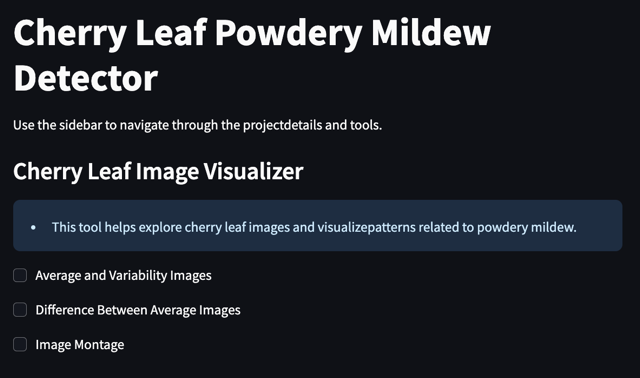 Cherry Leaf Powdery Mildew
Detector
Use the sidebar to navigate through the projectdetails and tools.
Cherry Leaf Image Visualizer
• This tool helps explore cherry leaf images and visualizepatterns related to powdery mildew.
Average and Variability Images
Difference Between Average Images
Image Montage